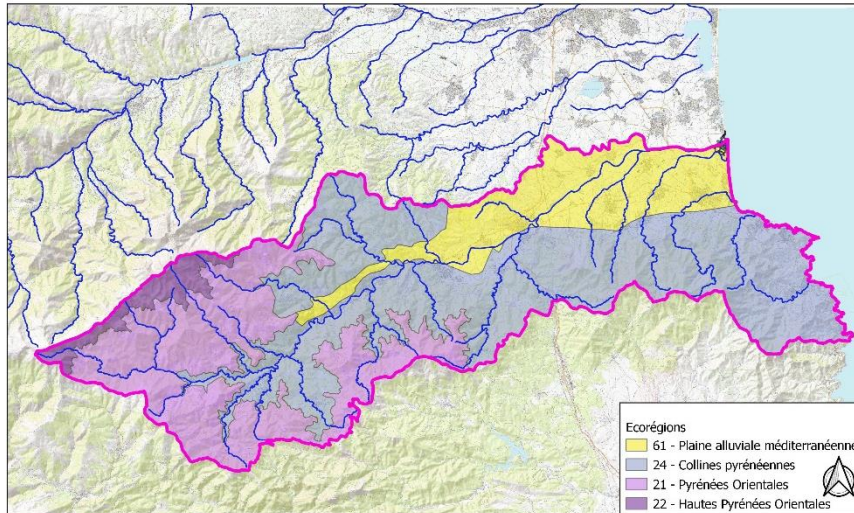 Ecorégions
61 - Plaine alluviale méditerranéenne
24 - Collines pyrénéennes
21 - Pyrénées Orientales
22 - Hautes Pyrénées Orientales